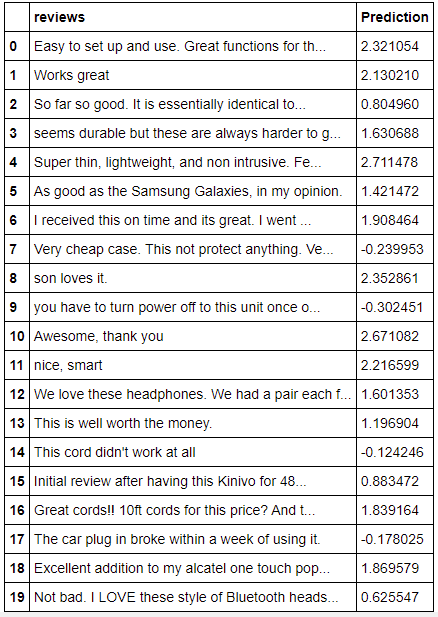 reviews Prediction
0 Easy to set up and use. Great functions for th... 2.321054
1 Works great 2.130210
2 So far so good. It is essentially identical to... 0.804960
3 seems durable but these are always harder to g... 1.630688
4 Super thin, lightweight, and non intrusive. Fe... 2.711478
5 As good as the Samsung Galaxies, in my opinion. 1.421472
6 I received this on time and its great. I went ... 1.908464
7 Very cheap case. This not protect anything. Ve... -0.239953
8 son loves it. 2.352861
9 you have to turn power off to this unit once o... -0.302451
10 Awesome, thank you 2.671082
11 nice, smart 2.216599
12 We love these headphones. We had a pair each f... 1.601353
13 This is well worth the money. 1.196904
14 This cord didn't work at all -0.124246
15 Initial review after having this Kinivo for 48... 0.883472
16 Great cords!! 10ft cords for this price? And t... 1.839164
17 The car plug in broke within a week of using it. -0.178025
18 Excellent addition to my alcatel one touch pop... 1.869579
19 Not bad. I LOVE these style of Bluetooth heads... 0.625547